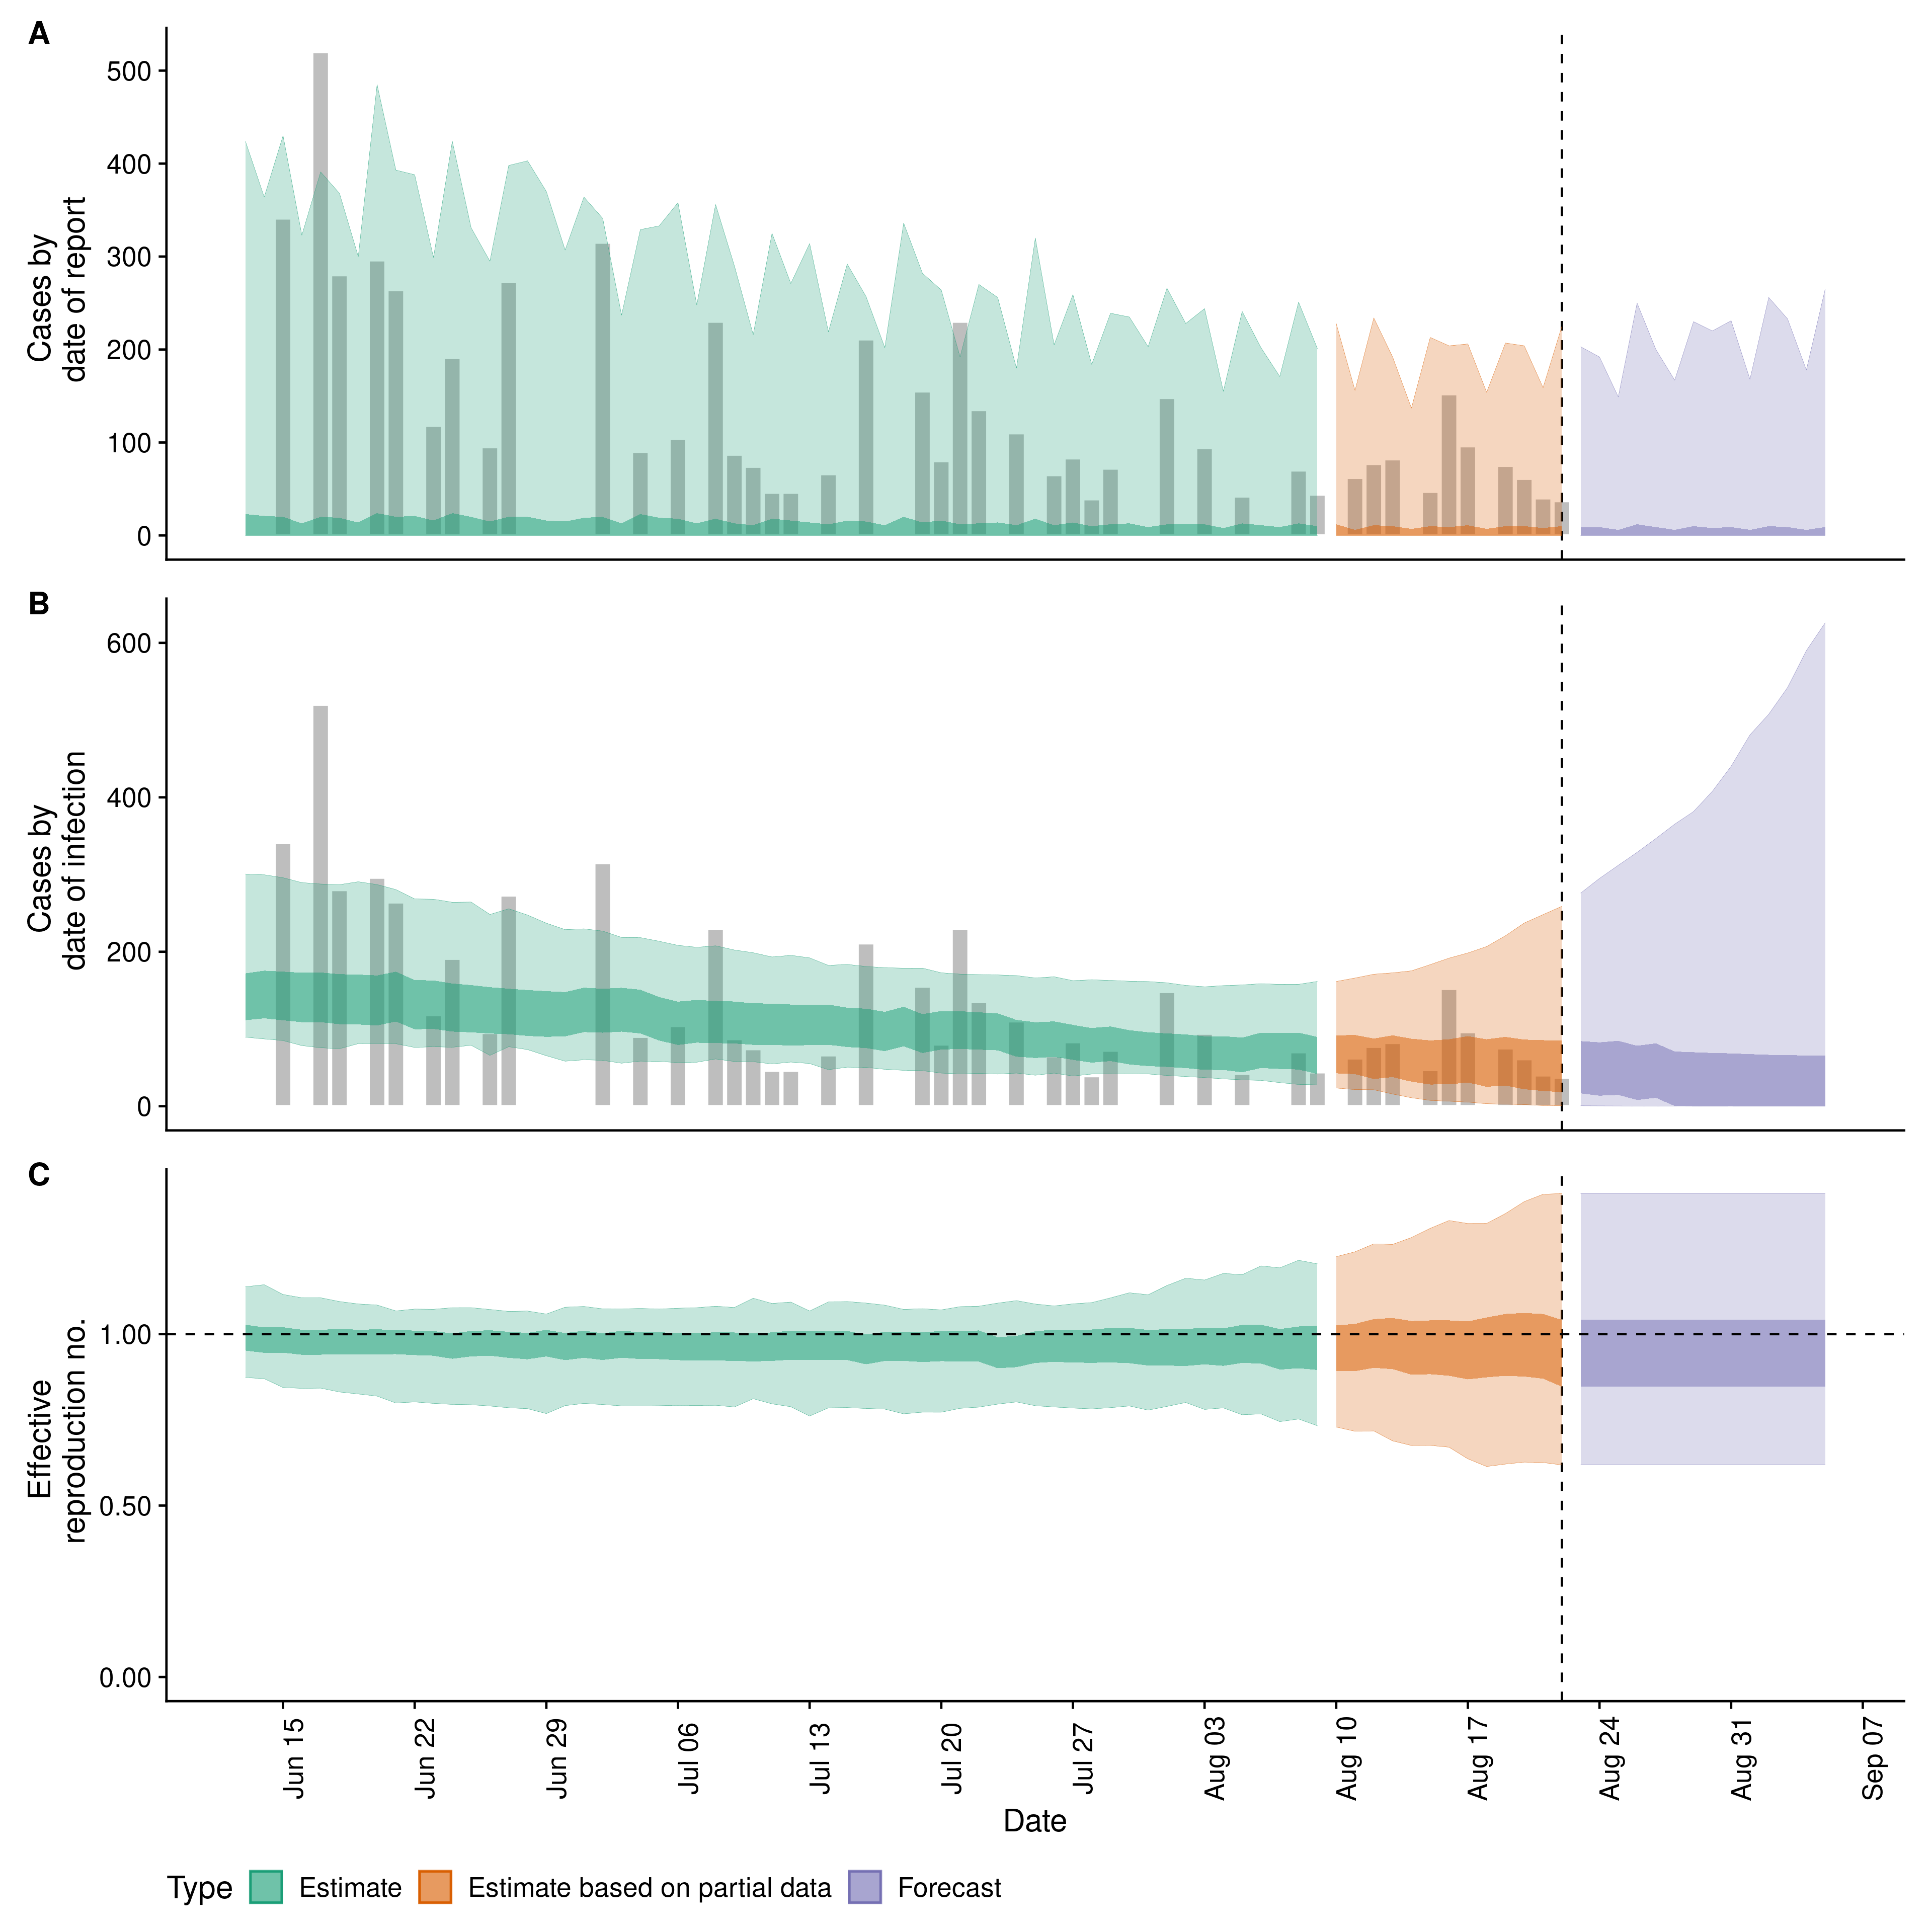 A
Cases by
date of report
500
400
300
200
100
0
B
Cases by
date of infection
600
400
200
0
C
Effective
reproduction no.
1.00
0.50
0.00
Jun 15
Jun 22
Jun 29
Jul 06
Jul 13
Jul 20
Jul 27
Aug 03
Aug 10
Aug 17
Aug 24
Aug 31
Sep 07
Date
Type Estimate Estimate based on partial data Forecast